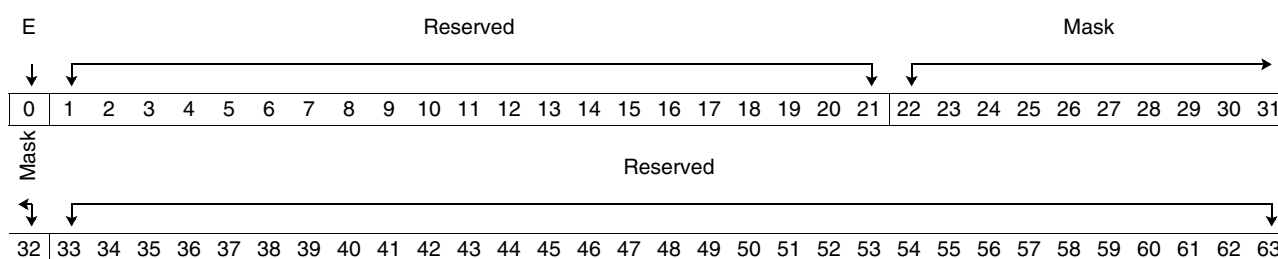 E Reserved Mask
0 1 2 3 4 5 6 7 8 9 10 11 12 13 14 15 16 17 18 19 20 21 22 23 24 25 26 27 28 29 30 31
Mask
Reserved
32 33 34 35 36 37 38 39 40 41 42 43 44 45 46 47 48 49 50 51 52 53 54 55 56 57 58 59 60 61 62 63